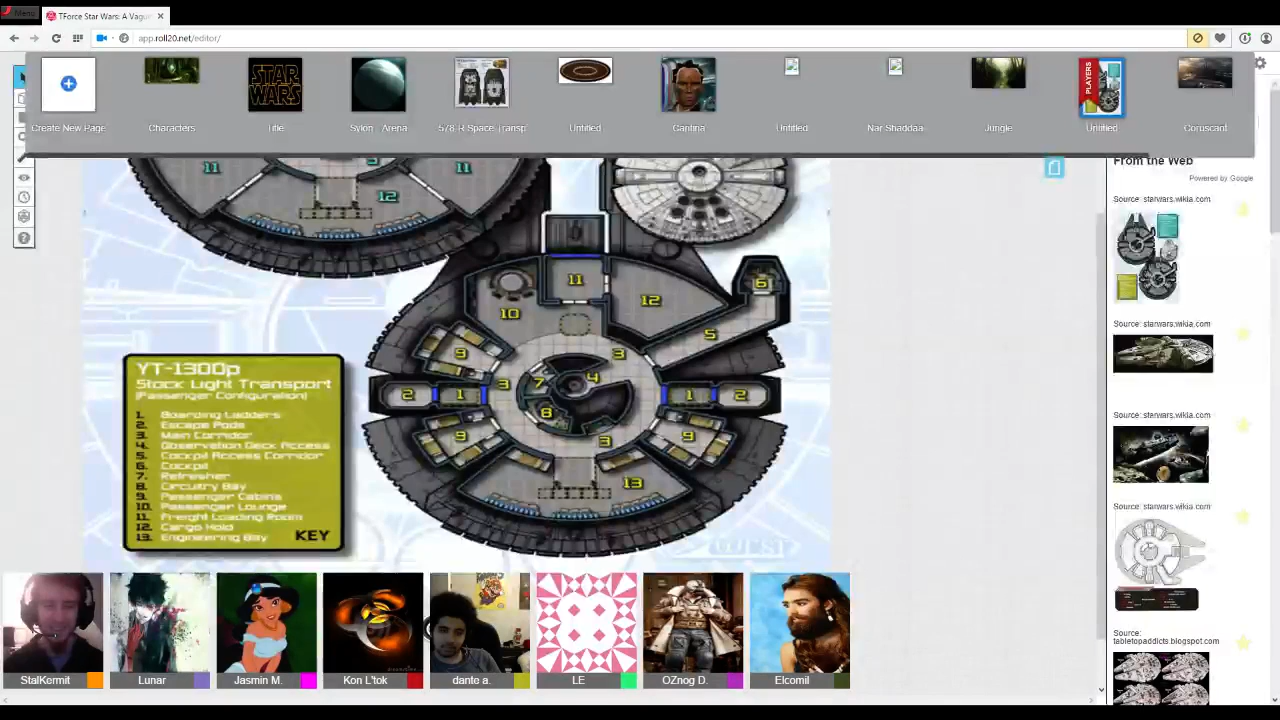 Menu
TForce Star Wars: A Vagu
app.roll20.net/editor/
Create New Page
Characters
STAR WARS
Title
Sylon - Arena
578-R Space Transp
Untitled
Cantina
Untitled
Nar Shaddaa
Jungle
PLAYERS
Untitled
Coruscant
From the Web
Powered by Google
Source: starwars.wikia.com
Source: starwars.wikia.com
Source: starwars.wikia.com
Source: starwars.wikia.com
Source:
tabletopaddicts.blogspot.com
11
11
12
11
12
6
10
5
9
3
7
4
3
2
1
8
1
2
9
3
9
13
YT-1300p
Stock Light Transport
(Passenger Configuration)
1. Boarding Ladders
2. Escape Pods
3. Main Corridor
4. Observation Deck Access
5. Cockpit Access Corridor
6. Cockpit
7. Refresher
8. Circuitry Bay
9. Passenger Cabins
10. Passenger Lounge
11. Freight Loading Room
12. Cargo Hold
13. Engineering Bay
KEY
StalKermit
Lunar
Jasmin M.
Kon L'tok
dante a.
LE
OZnog D.
Elcomil